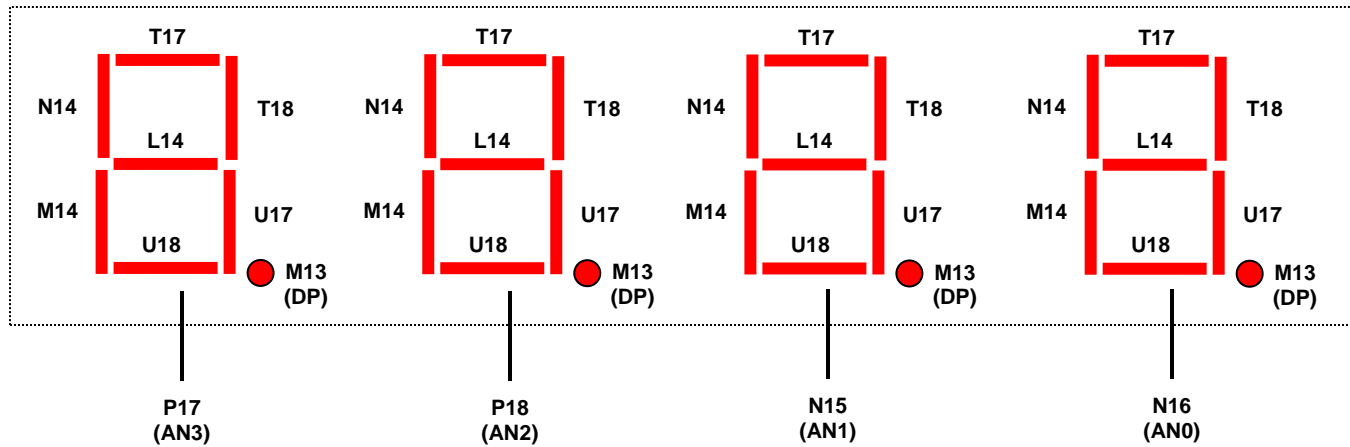 T17 T17 T17 T17
N14 T18 N14 T18 N14 T18 N14 T18
L14 L14 L14 L14
M14 U17 M14 U17 M14 U17 M14 U17
U18 U18 U18 U18
M13 M13 M13 M13
(DP) (DP) (DP) (DP)
P17 P18 N15 N16
(AN3) (AN2) (AN1) (AN0)